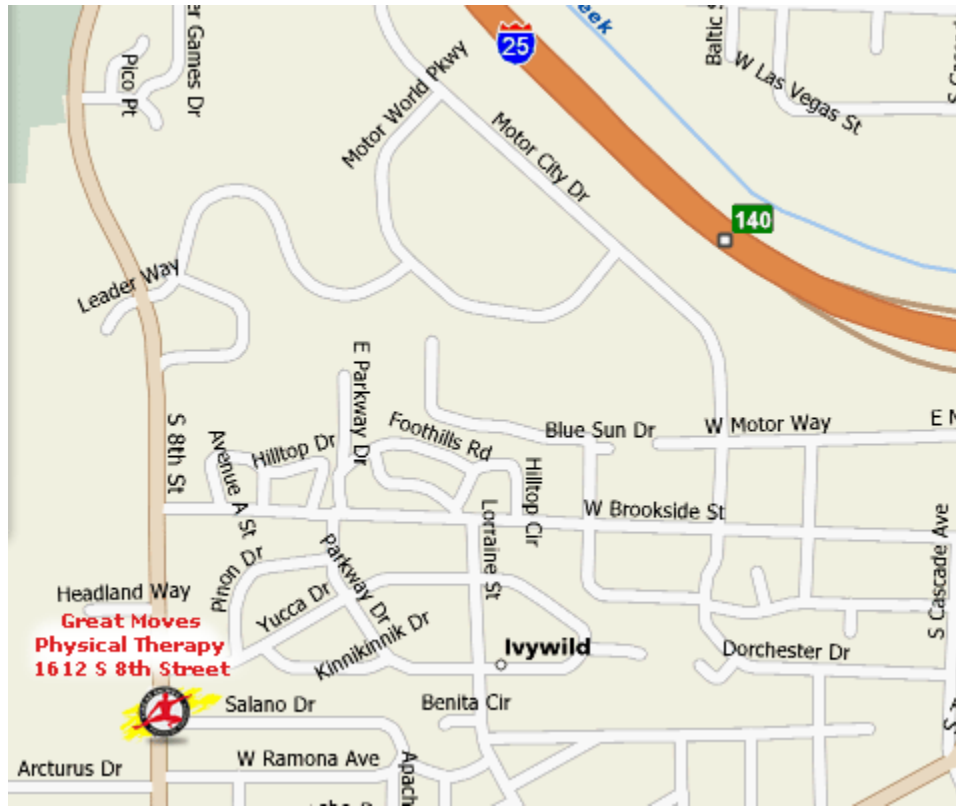 er Games Dr
Pico Pt
Motor World Pkwy
25
eek
Baltic S
W Las Vegas St
Motor City Dr
140
Leader Way
S 8th St
E Parkway Dr
Foothills Rd
Blue Sun Dr
W Motor Way
E M
Avenue A St
Hilltop Dr
Hilltop Cir
Lorraine St
W Brookside St
S Cascade Ave
Pinon Dr
Parkway Dr
Headland Way
Yucca Dr
Kinnikinnik Dr
Great Moves
Physical Therapy
1612 S 8th Street
Ivywild
Dorchester Dr
Salano Dr
Benita Cir
W Ramona Ave
Apach
Arcturus Dr